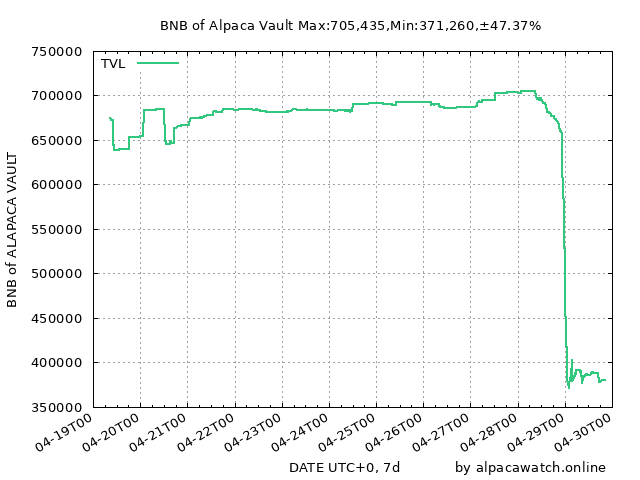 BNB of Alpaca Vault Max:705,435,Min:371,260,±47.37%
TVL
750000
700000
650000
600000
550000
500000
450000
400000
350000
BNB of ALAPACA VAULT
04-19T00
04-20T00
04-21T00
04-22T00
04-23T00
04-24T00
04-25T00
04-26T00
04-27T00
04-28T00
04-29T00
04-30T00
DATE UTC+0, 7d
by alpacawatch.online